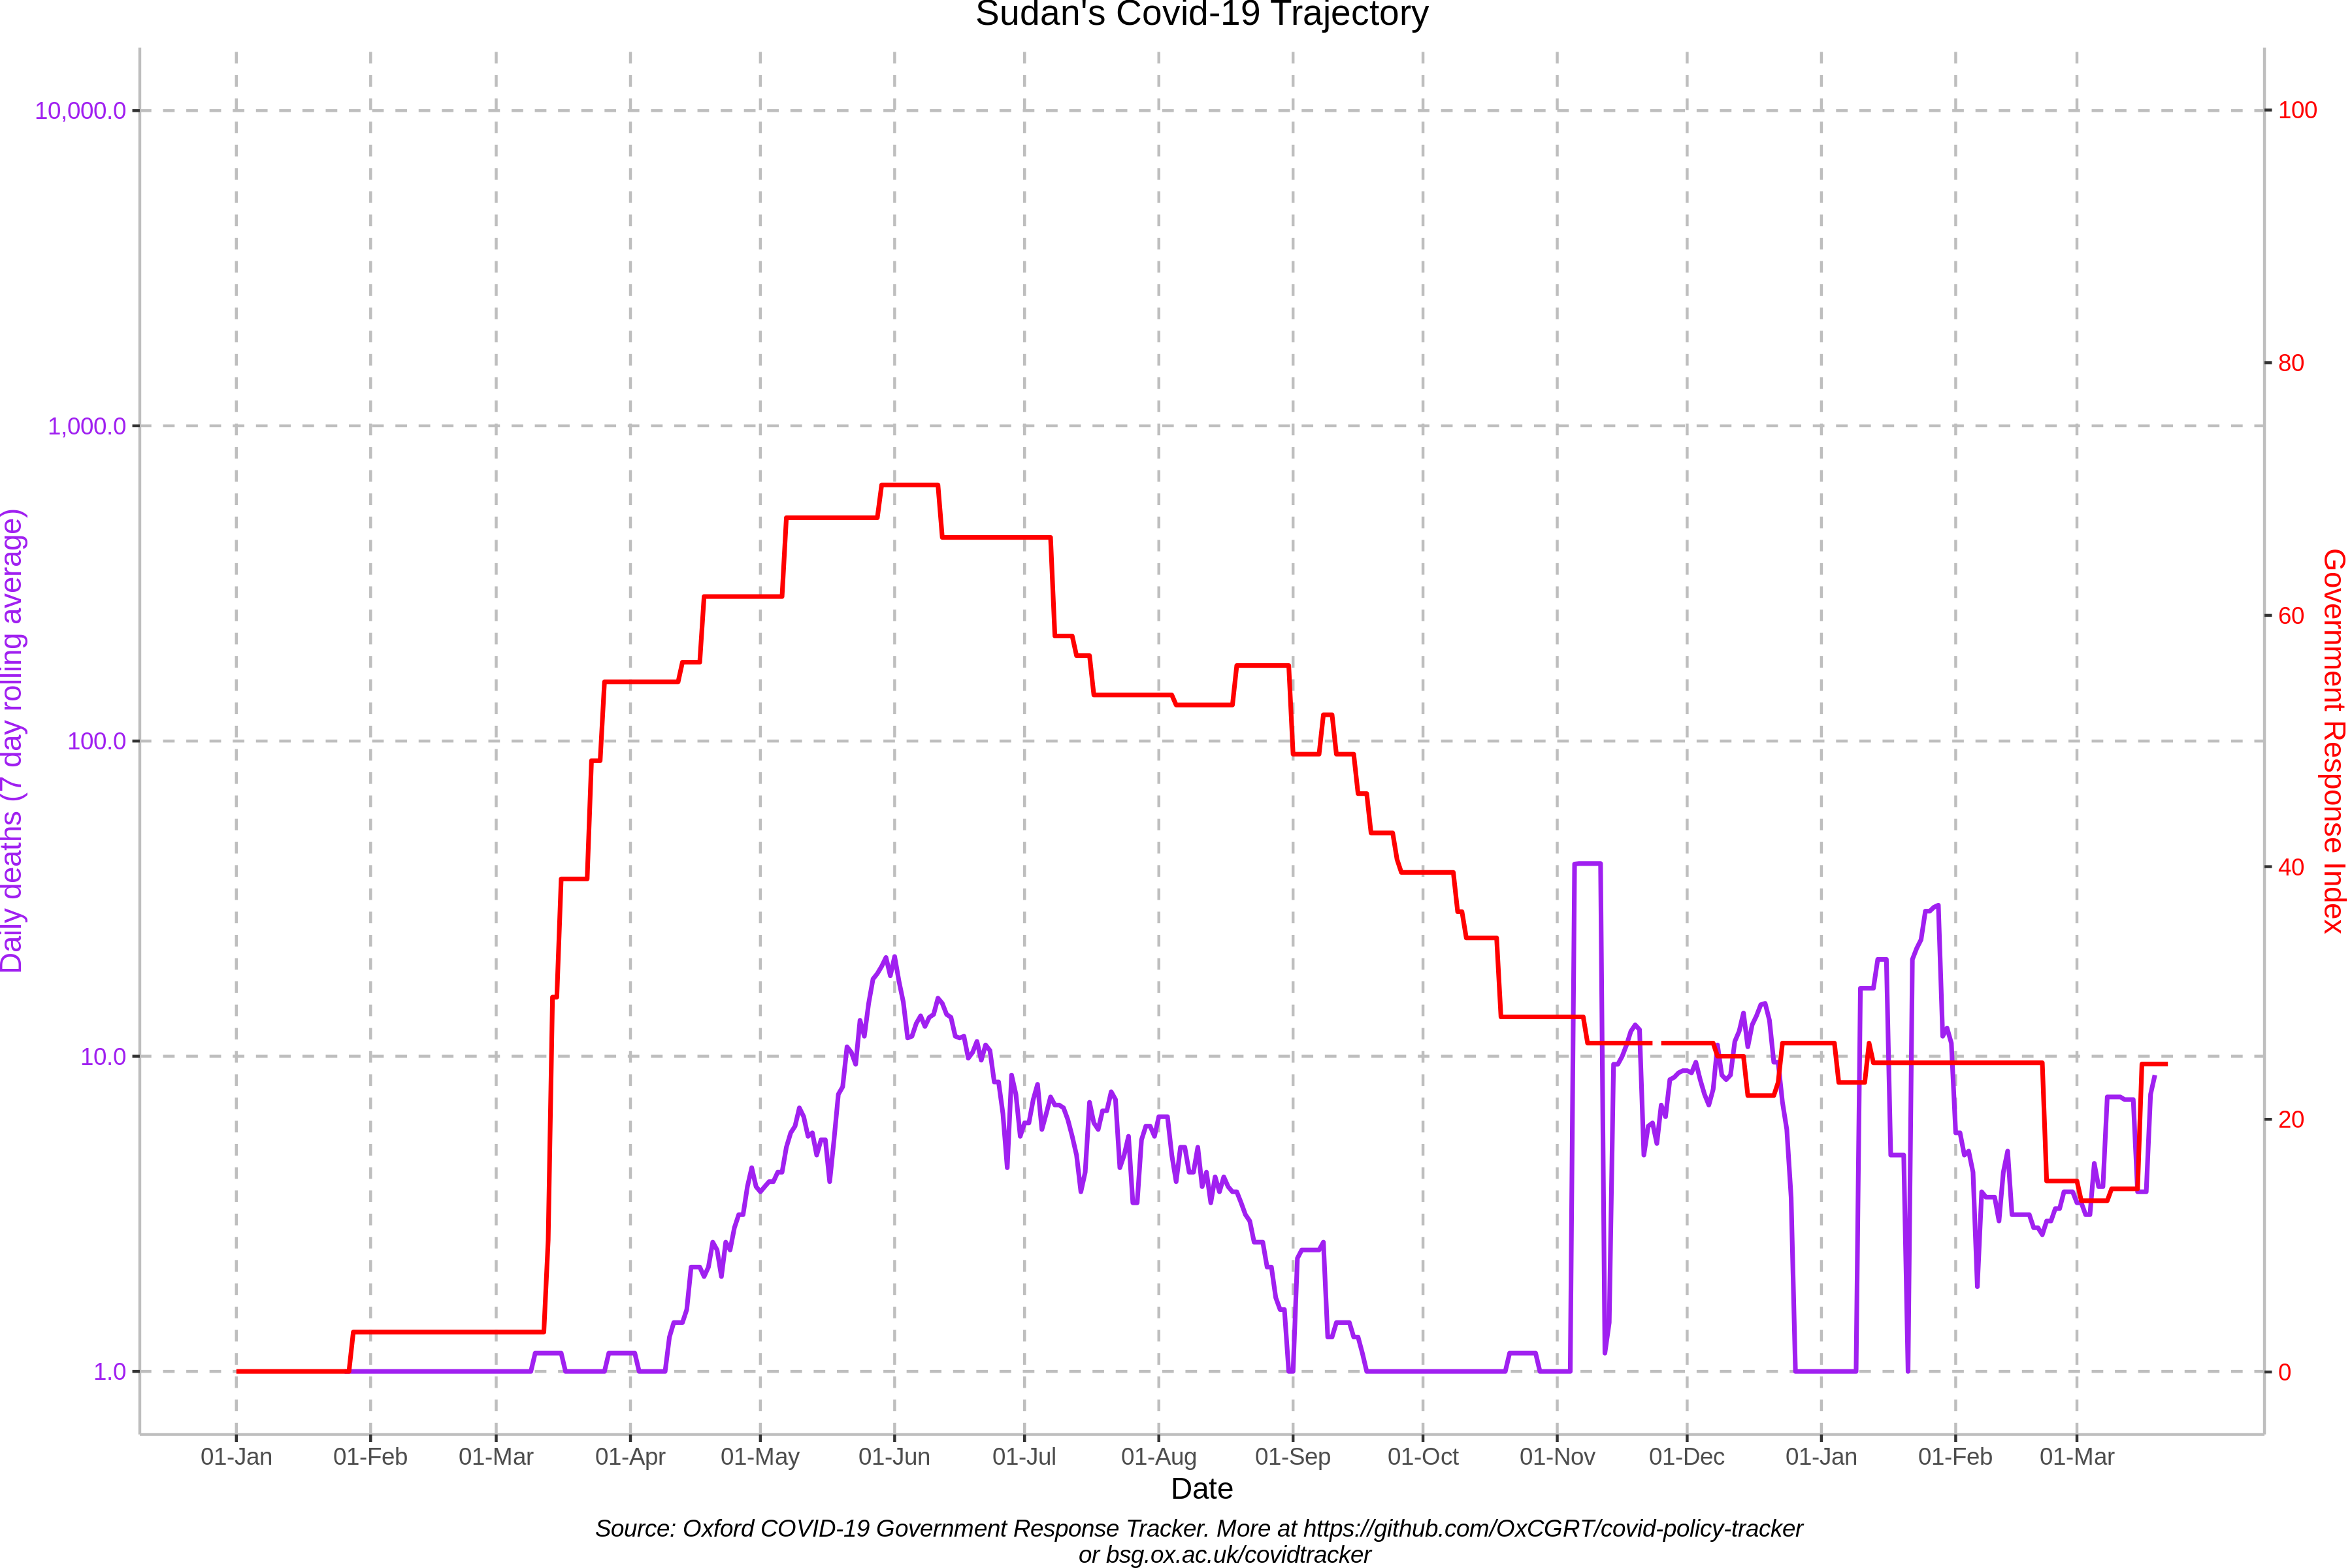 Sudan's Covid-19 Trajectory
10,000.0
1,000.0
100.0
10.0
1.0
Daily deaths (7 day rolling average)
100
80
60
40
20
0
Government Response Index
01-Jan 01-Feb 01-Mar 01-Apr 01-May 01-Jun 01-Jul 01-Aug 01-Sep 01-Oct 01-Nov 01-Dec 01-Jan 01-Feb 01-Mar
Date
Source: Oxford COVID-19 Government Response Tracker. More at https://github.com/OxCGRT/covid-policy-tracker
or bsg.ox.ac.uk/covidtracker